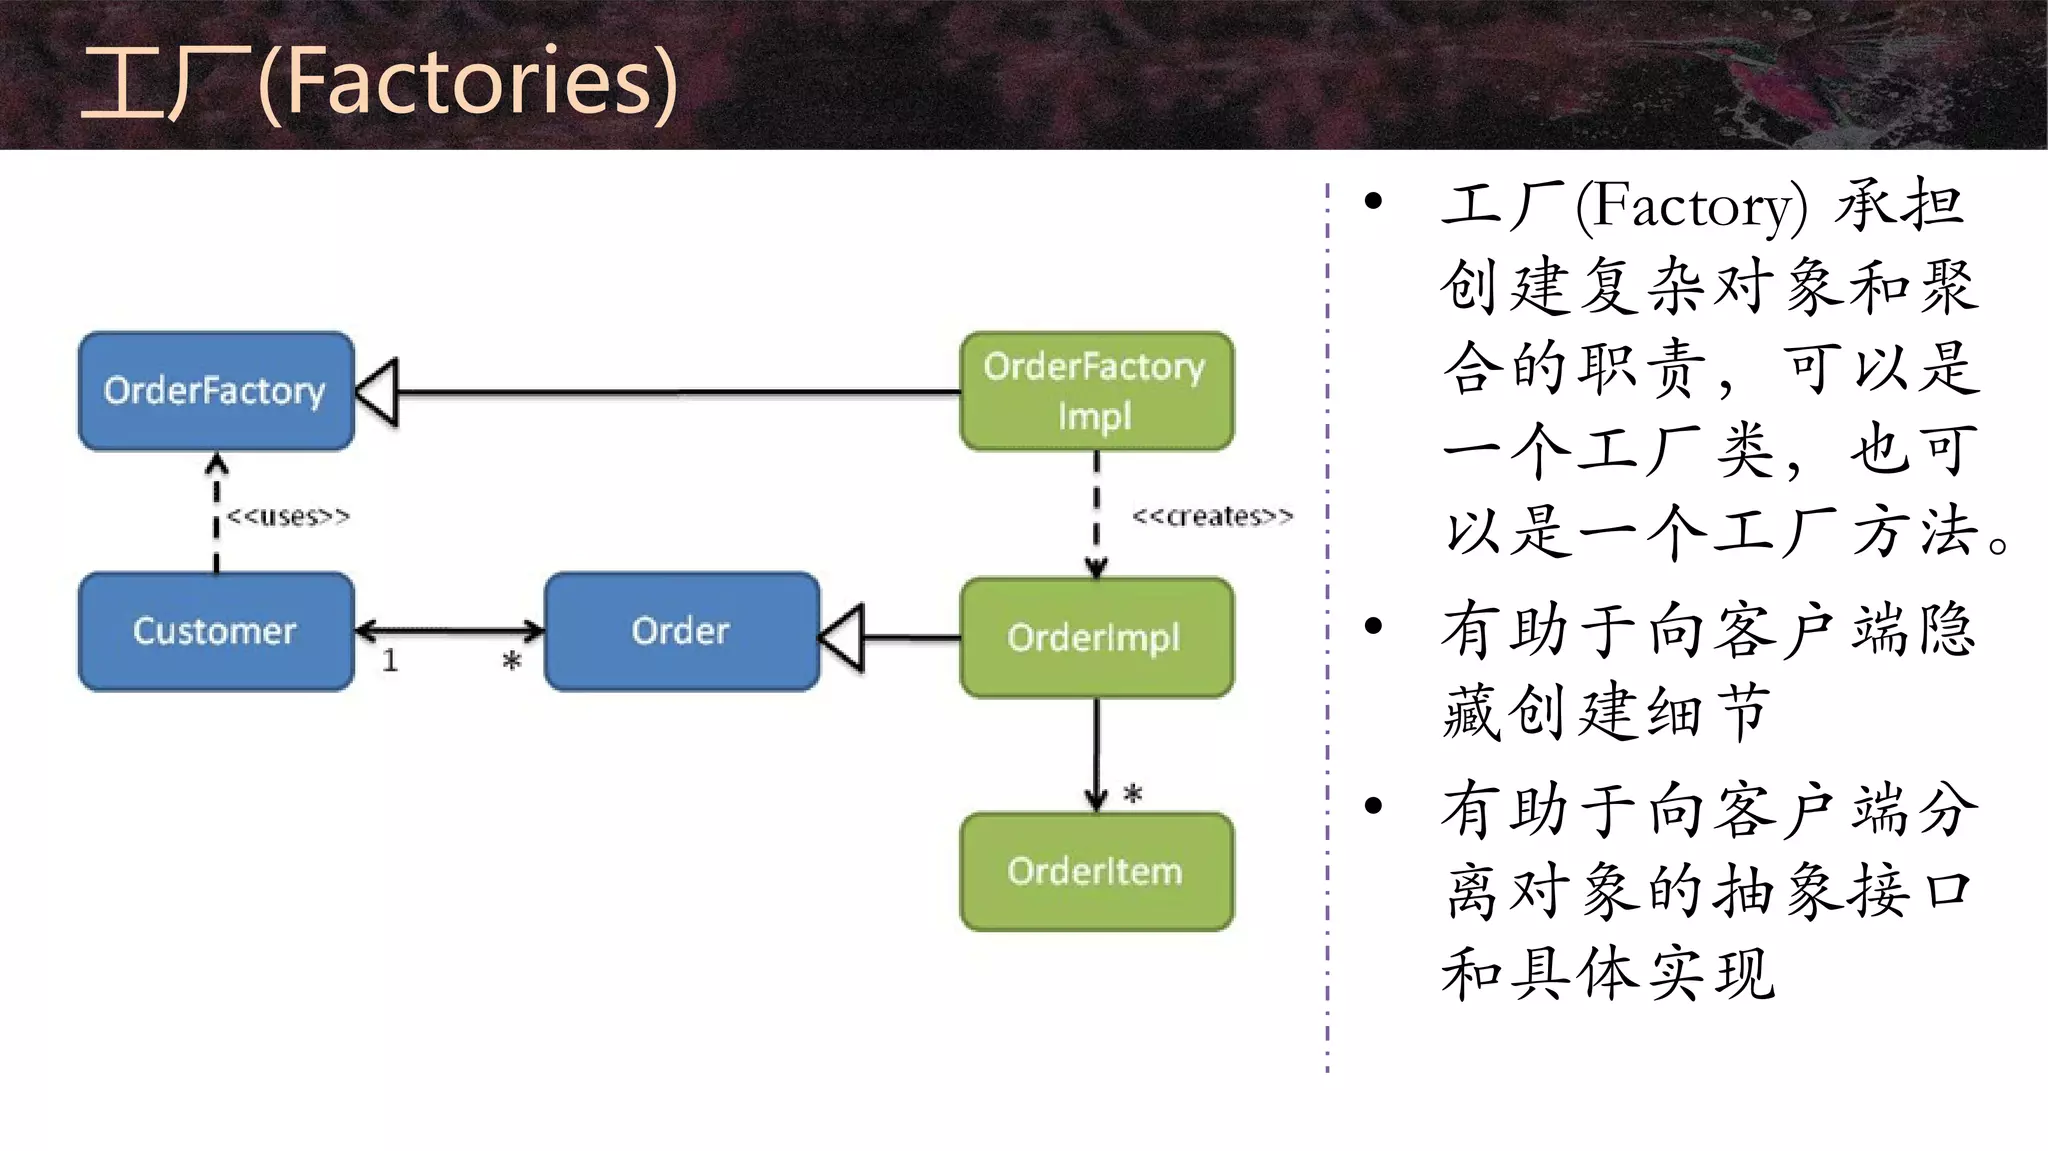 工厂(Factories)
OrderFactory
OrderFactory
Impl
<<uses>>
<<creates>>
Customer
1
*
Order
OrderImpl
*
OrderItem
• 工厂(Factory) 承担
创建复杂对象和聚
合的职责，可以是
一个工厂类，也可
以是一个工厂方法。
• 有助于向客户端隐
藏创建细节
• 有助于向客户端分
离对象的抽象接口
和具体实现